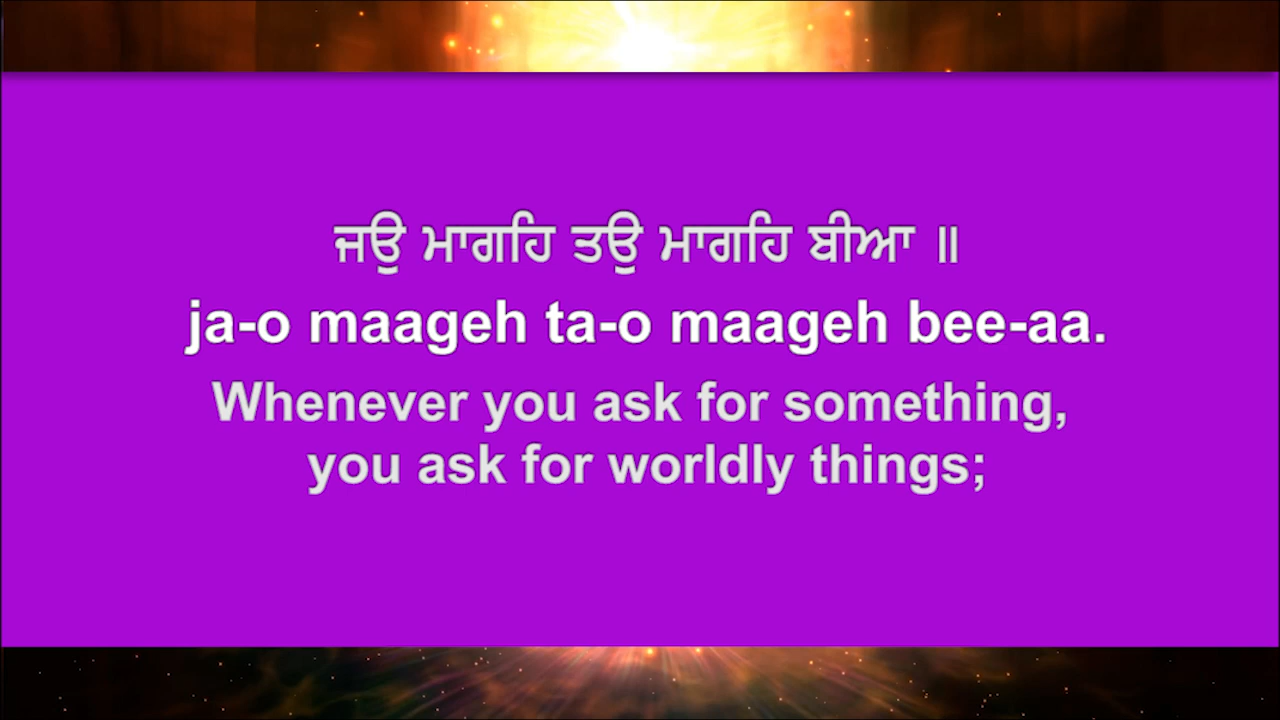 ਜਉ ਮਾਗਹਿ ਤਉ ਮਾਗਹਿ ਬੀਆ ॥
ja-o maageh ta-o maageh bee-aa.
Whenever you ask for something,
you ask for worldly things;